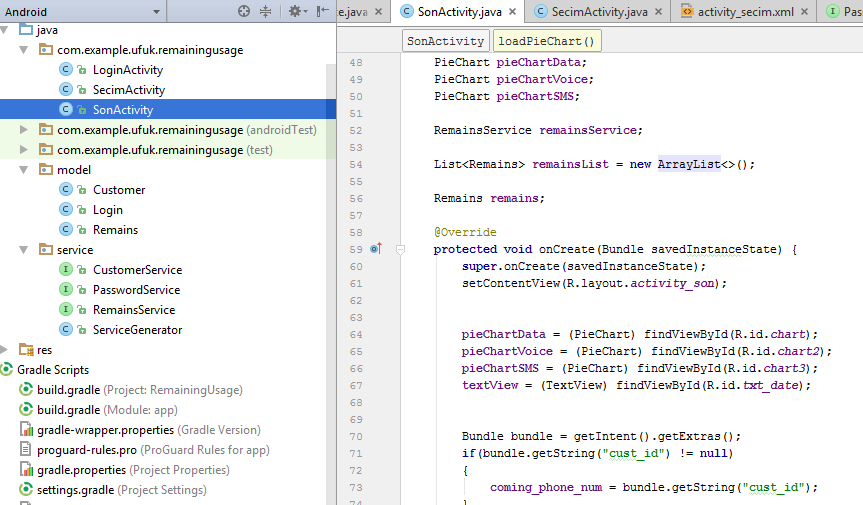 Android
java
com.example.ufuk.remainingusage
LoginActivity
SecimActivity
SonActivity
com.example.ufuk.remainingusage (androidTest)
com.example.ufuk.remainingusage (test)
model
Customer
Login
Remains
service
CustomerService
PasswordService
RemainsService
ServiceGenerator
res
Gradle Scripts
build.gradle (Project: RemainingUsage)
build.gradle (Module: app)
gradle-wrapper.properties (Gradle Version)
proguard-rules.pro (ProGuard Rules for app)
gradle.properties (Project Properties)
settings.gradle (Project Settings)
e.java SonActivity.java SecimActivity.java activity_secim.xml Pass
SonActivity loadPieChart()
48 PieChart pieChartData;
49 PieChart pieChartVoice;
50 PieChart pieChartSMS;
51
52 RemainsService remainsService;
53
54 List<Remains> remainsList = new ArrayList<>();
55
56 Remains remains;
57
58 @Override
59 protected void onCreate(Bundle savedInstanceState) {
60 super.onCreate(savedInstanceState);
61 setContentView(R.layout.activity_son);
62
63
64 pieChartData = (PieChart) findViewById(R.id.chart);
65 pieChartVoice = (PieChart) findViewById(R.id.chart2);
66 pieChartSMS = (PieChart) findViewById(R.id.chart3);
67 textView = (TextView) findViewById(R.id.txt_date);
68
69
70 Bundle bundle = getIntent().getExtras();
71 if(bundle.getString("cust_id") != null)
72 {
73 coming_phone_num = bundle.getString("cust_id");
74 }